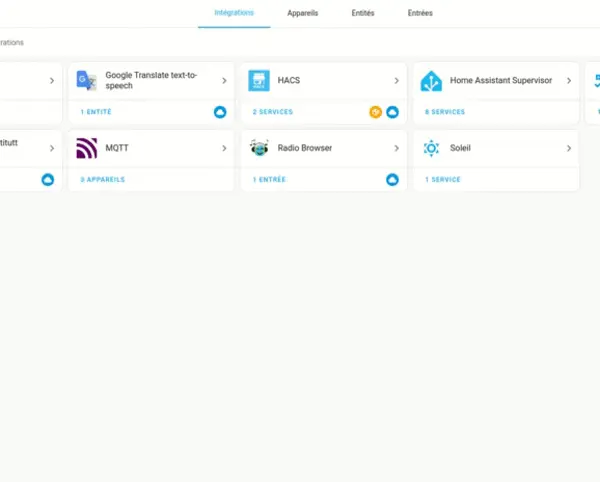 Intégrations Appareils Entités Entrées
rations
Google Translate text-to-
speech
HACS
Home Assistant Supervisor
1 ENTITÉ
2 SERVICES
6 SERVICES
titutt
MQTT
Radio Browser
Soleil
3 APPAREILS
1 ENTRÉE
1 SERVICE